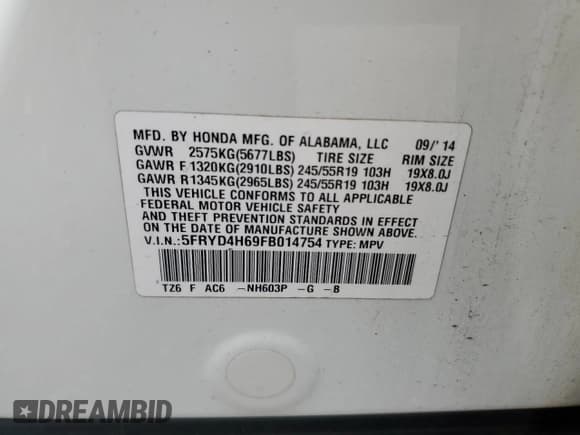 MFD. BY HONDA MFG. OF ALABAMA, LLC 09/' 14
GVWR 2575KG(5677LBS) TIRE SIZE RIM SIZE
GAWR F 1320KG(2910LBS) 245/55R19 103H 19X8.0J
GAWR R1345KG(2965LBS) 245/55R19 103H 19X8.0J
THIS VEHICLE CONFORMS TO ALL APPLICABLE
FEDERAL MOTOR VEHICLE SAFETY
AND THEFT PREVENTION STANDARDS IN EFFECT
ON THE DATE OF MANUFACTURE SHOWN ABOVE.
V.I.N.:5FRYD4H69FB014754 TYPE: MPV
TZ6 F AC6 -NH603P -G -B
DREAMBID